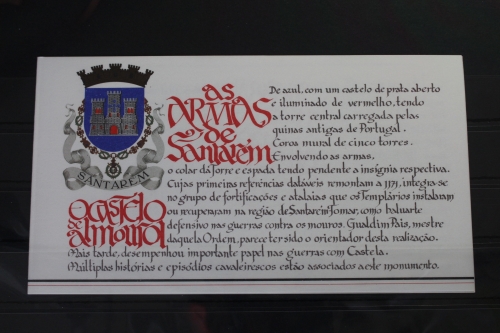 SANTARÉM
AS
ARMAS
de
Santarém
De azul, com um castelo de prata aberto
e iluminado de vermelho, tendo
a torre central carregada pelas
quinas antigas de Portugal.
Coroa mural de cinco torres.
Envolvendo as armas,
o colar da Torre e espada tendo pendente a insígnia respectiva.
O castelo
de
almourol
Cujas primeiras referências datáveis remontam a 1171, integra-se
no grupo de fortificações e atalaias que os Templários instalaram
ou recuperaram na região de Santarém-Tomar, como baluarte
defensivo nas guerras contra os mouros. Gualdim Pais, mestre
daquela Ordem, parece ter sido o orientador desta realização.
Mais tarde, desempenhou importante papel nas guerras com Castela.
Múltiplas histórias e episódios cavaleirescos estão associados a este monumento.